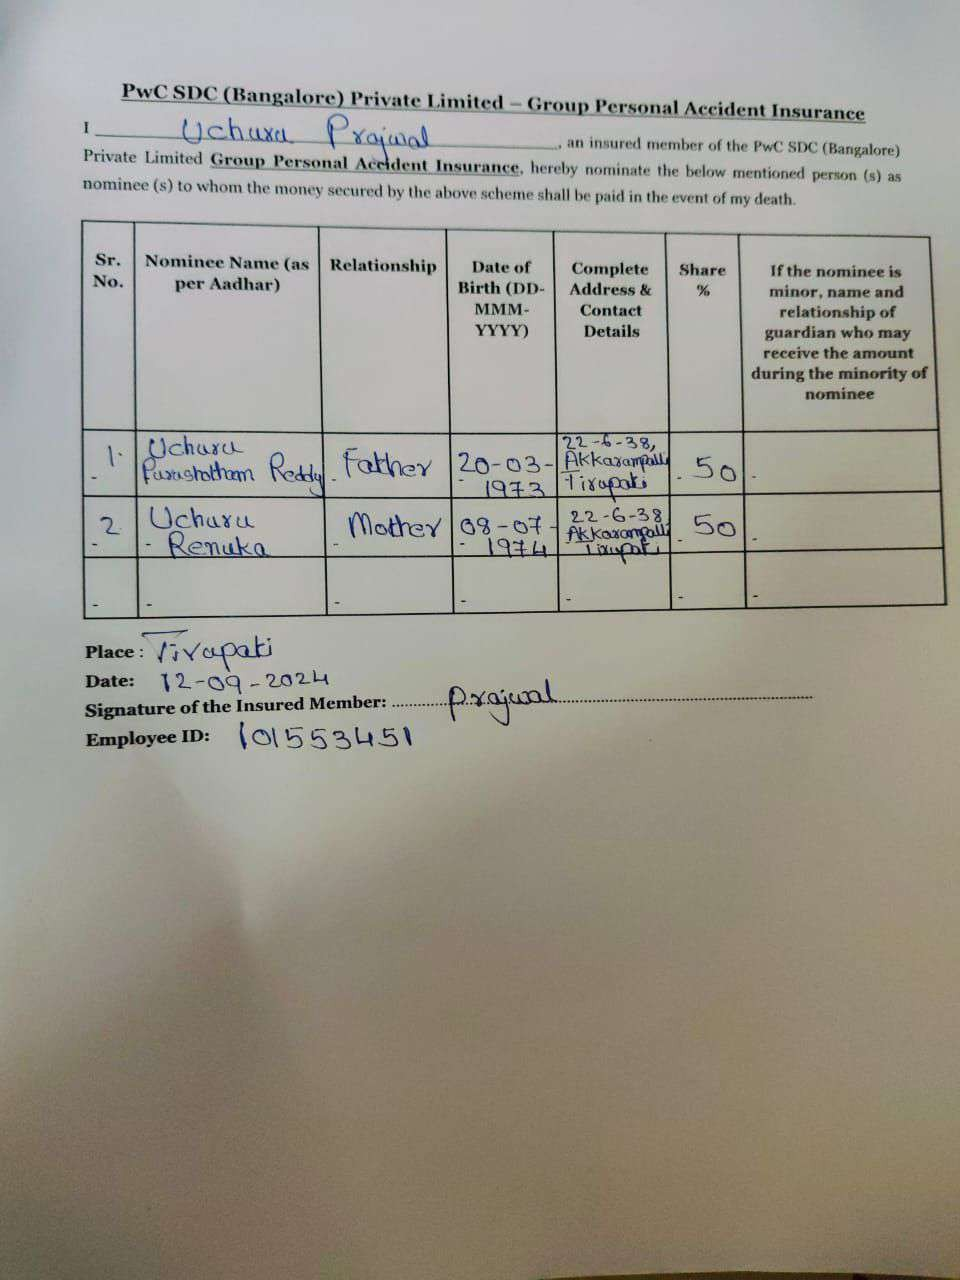 PwC SDC (Bangalore) Private Limited – Group Personal Accident Insurance
I Uchuru Prajwal, an insured member of the PwC SDC (Bangalore)
Private Limited Group Personal Accident Insurance, hereby nominate the below mentioned person (s) as
nominee (s) to whom the money secured by the above scheme shall be paid in the event of my death.
Sr. No.
Nominee Name (as per Aadhar)
Relationship
Date of Birth (DD-MMM-YYYY)
Complete Address & Contact Details
Share %
If the nominee is minor, name and relationship of guardian who may receive the amount during the minority of nominee
1. Uchuru Purushotham Reddy Father 20-03-1973 22-6-38, Akkarampalli Tirupati 50
2. Uchuru Renuka Mother 08-07-1974 22-6-38 Akkarampalli Tirupati 50
Place : Tirupati
Date: 12-09-2024
Signature of the Insured Member: Prajwal
Employee ID: 101553451